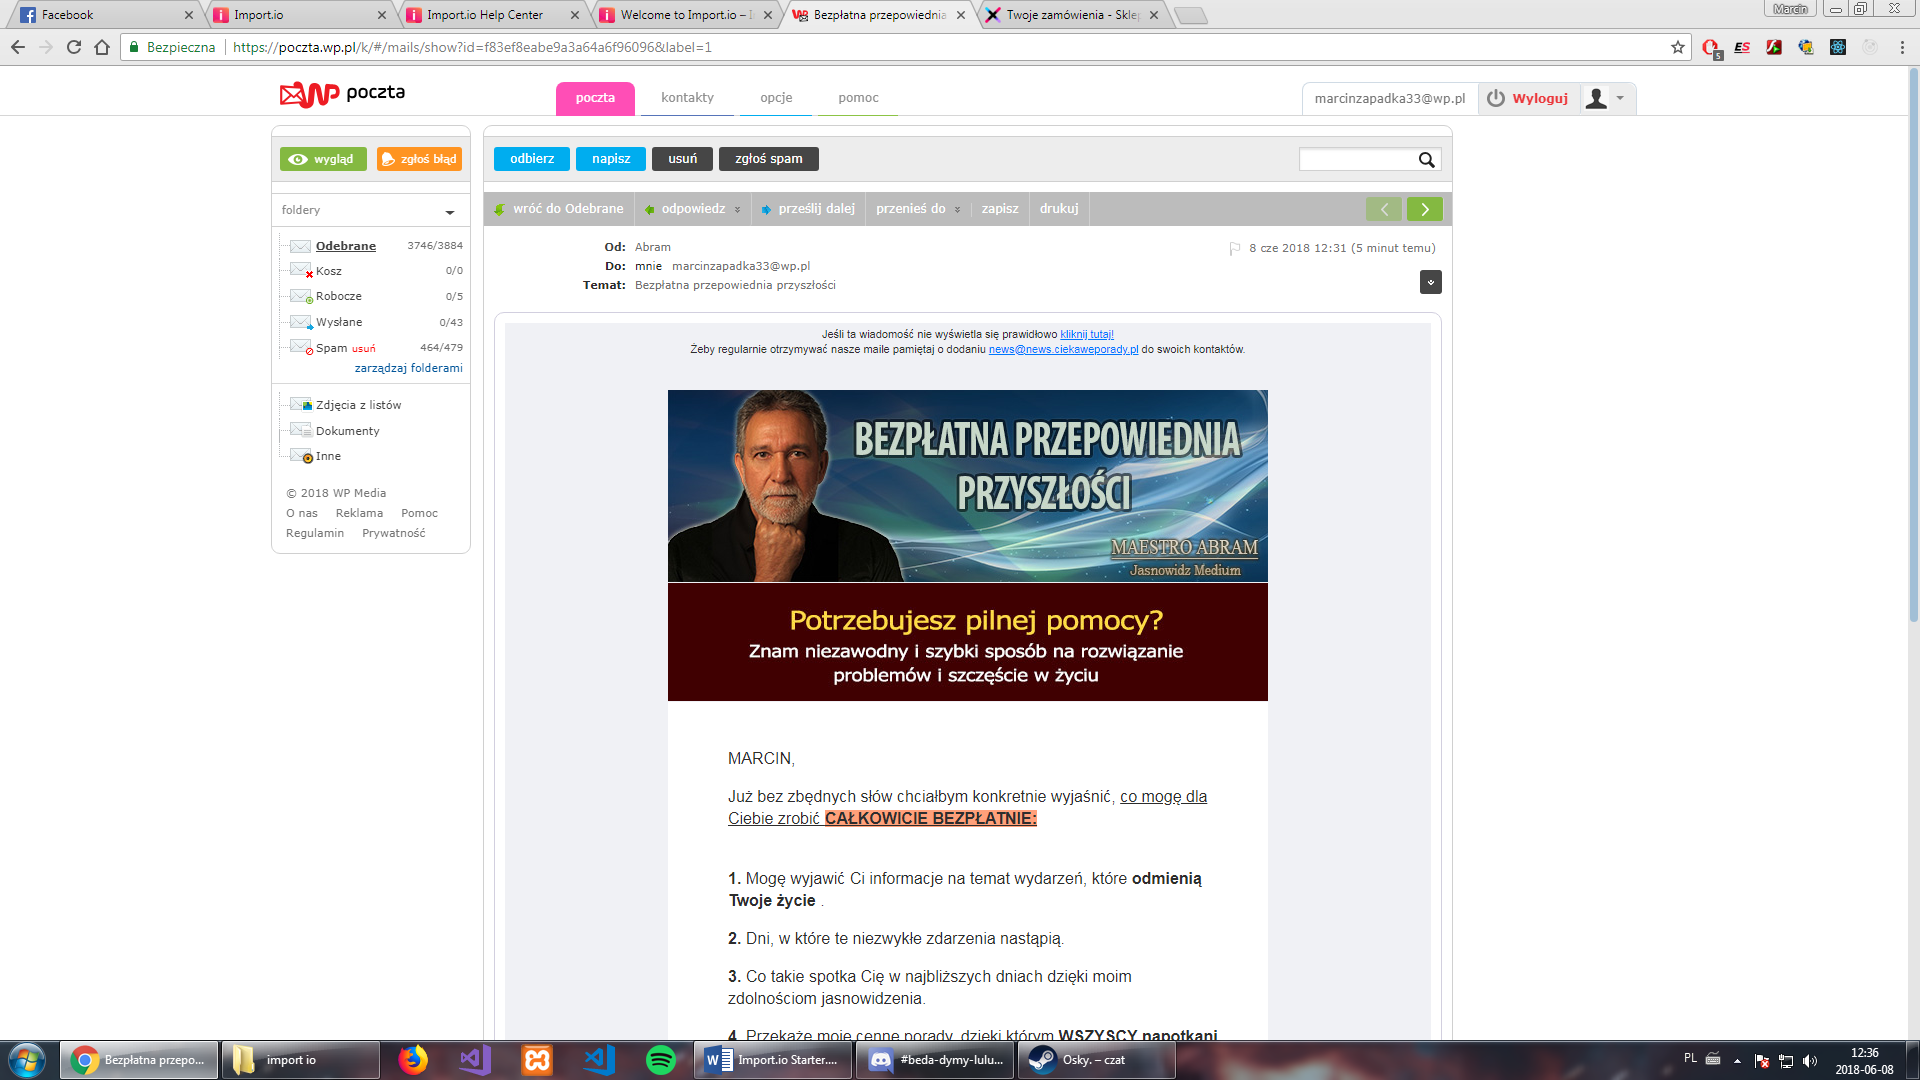 Facebook
Import.io
Import.io Help Center
Welcome to Import.io – I
Bezpłatna przepowiednia
Twoje zamówienia - Skle
Marcin
Bezpieczna
https://poczta.wp.pl/k/#/mails/show?id=f83ef8eabe9a3a64a6f96096&label=1
ES
5
WP poczta
poczta
kontakty
opcje
pomoc
marcinzapadka33@wp.pl
Wyloguj
wygląd
zgłoś błąd
odbierz
napisz
usuń
zgłoś spam
foldery
wróć do Odebrane
odpowiedz
prześlij dalej
przenieś do
zapisz
drukuj
Odebrane 3746/3884
Kosz 0/0
Robocze 0/5
Wysłane 0/43
Spam usuń 464/479
zarządzaj folderami
Zdjęcia z listów
Dokumenty
Inne
© 2018 WP Media
O nas Reklama Pomoc
Regulamin Prywatność
Od: Abram
8 cze 2018 12:31 (5 minut temu)
Do: mnie marcinzapadka33@wp.pl
Temat: Bezpłatna przepowiednia przyszłości
Jeśli ta wiadomość nie wyświetla się prawidłowo kliknij tutaj!
Żeby regularnie otrzymywać nasze maile pamiętaj o dodaniu news@news.ciekaweporady.pl do swoich kontaktów.
BEZPŁATNA PRZEPOWIEDNIA
PRZYSZŁOŚCI
MAESTRO ABRAM
Jasnowidz Medium
Potrzebujesz pilnej pomocy?
Znam niezawodny i szybki sposób na rozwiązanie
problemów i szczęście w życiu
MARCIN,
Już bez zbędnych słów chciałbym konkretnie wyjaśnić, co mogę dla
Ciebie zrobić CAŁKOWICIE BEZPŁATNIE:
1. Mogę wyjawić Ci informacje na temat wydarzeń, które odmienią
Twoje życie .
2. Dni, w które te niezwykłe zdarzenia nastąpią.
3. Co takie spotka Cię w najbliższych dniach dzięki moim
zdolnościom jasnowidzenia.
4. Przekażę moje cenne porady, dzięki którym WSZYSCY napotkani
Bezpłatna przepo...
import io
Import.io Starter....
#beda-dymy-lulu...
Osky. – czat
PL
12:36
2018-06-08